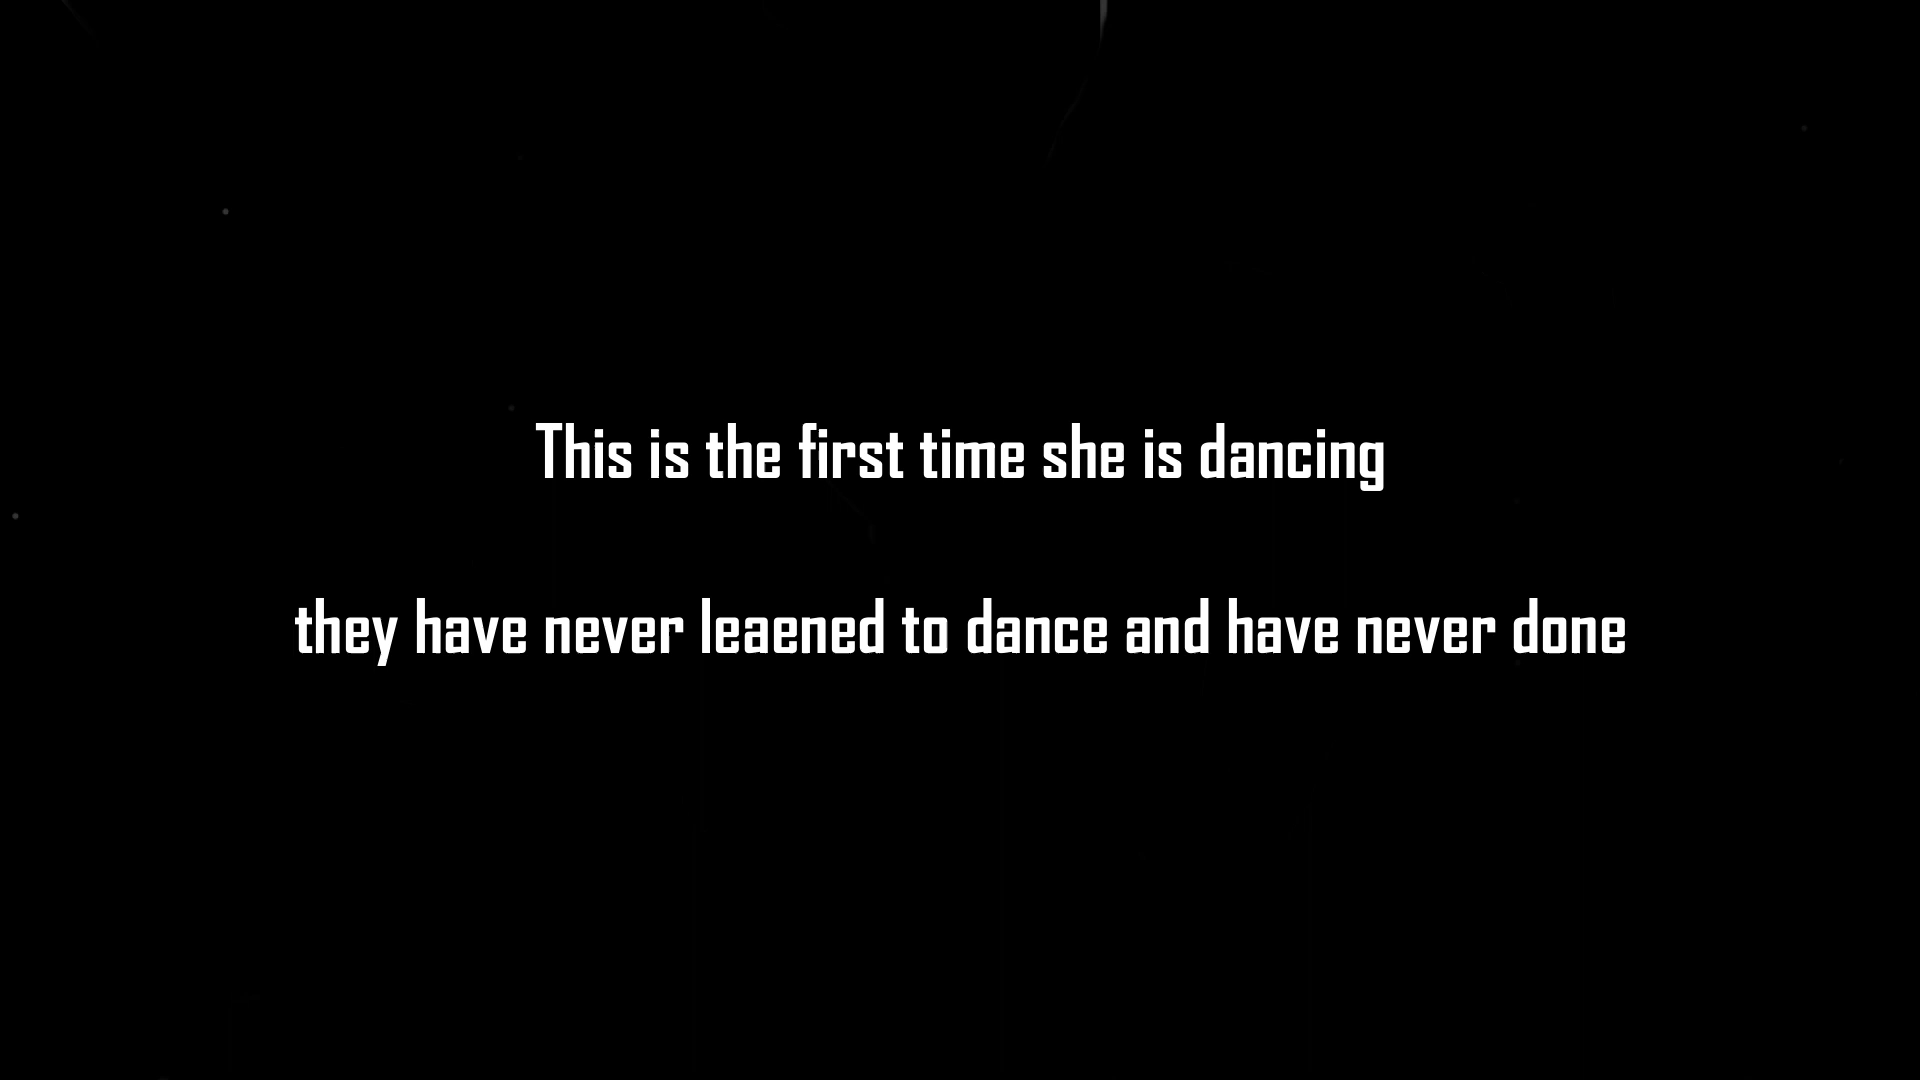 This is the first time she is dancing
they have never leaened to dance and have never done